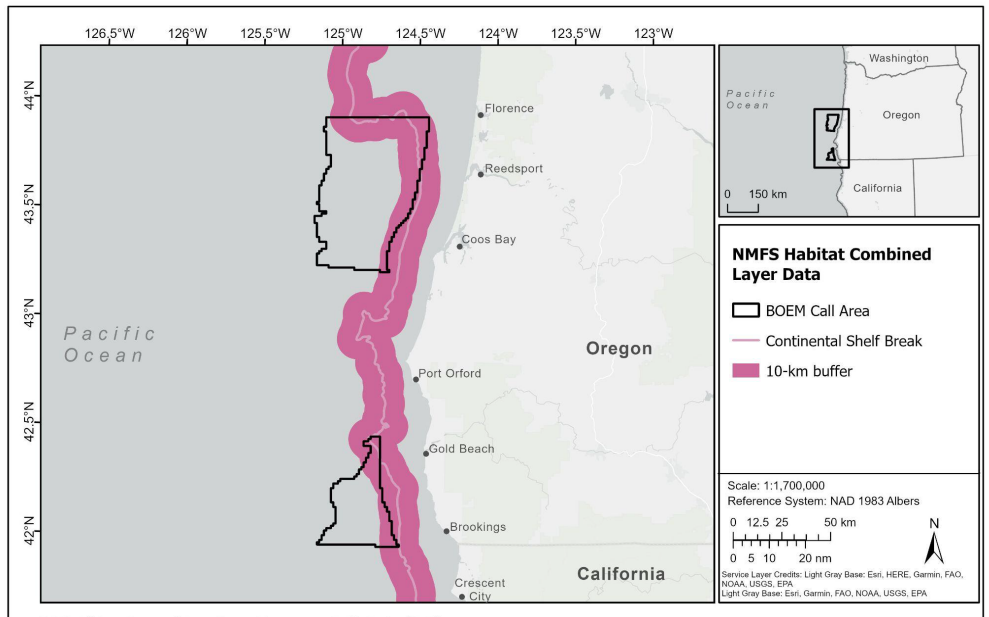 126.5°W 126°W 125.5°W 125°W 124.5°W 124°W 123.5°W 123°W
44°N
43.5°N
43°N
42.5°N
42°N
Florence
Reedsport
Coos Bay
Pacific
Ocean
Oregon
Port Orford
Gold Beach
Brookings
California
Crescent
City
Washington
Pacific
Ocean
Oregon
California
0 150 km
NMFS Habitat Combined
Layer Data
BOEM Call Area
Continental Shelf Break
10-km buffer
Scale: 1:1,700,000
Reference System: NAD 1983 Albers
0 12.5 25 50 km
N
0 5 10 20 nm
Service Layer Credits: Light Gray Base: Esri, HERE, Garmin, FAO,
NOAA, USGS, EPA
Light Gray Base: Esri, Garmin, FAO, NOAA, USGS, EPA